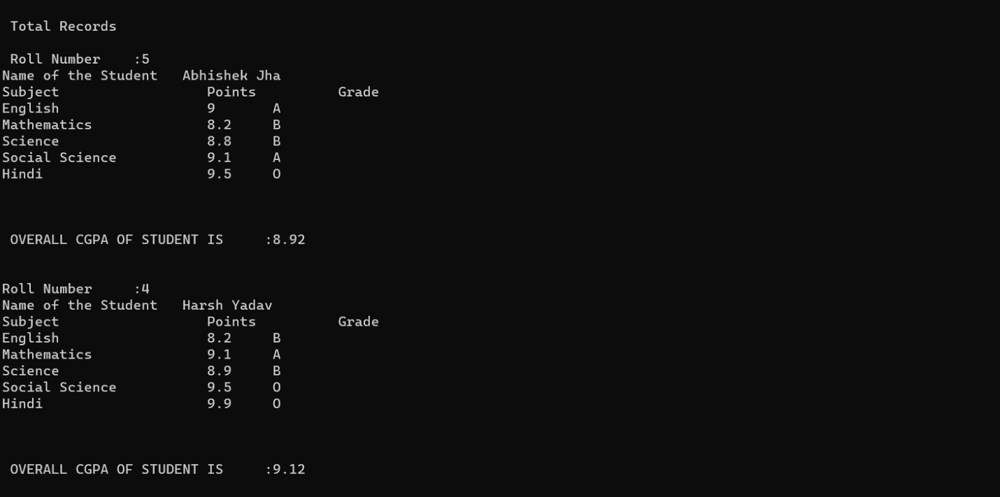 Total Records
Roll Number    :5
Name of the Student   Abhishek Jha
Subject                  Points          Grade
English                  9       A
Mathematics              8.2     B
Science                  8.8     B
Social Science           9.1     A
Hindi                    9.5     O
OVERALL CGPA OF STUDENT IS     :8.92
Roll Number     :4
Name of the Student   Harsh Yadav
Subject                  Points          Grade
English                  8.2     B
Mathematics              9.1     A
Science                  8.9     B
Social Science           9.5     O
Hindi                    9.9     O
OVERALL CGPA OF STUDENT IS     :9.12